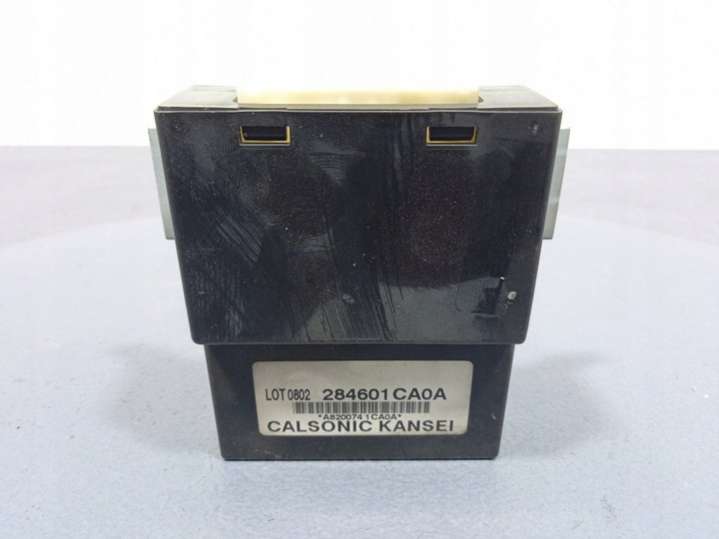 LOT 0802 284601CA0A
*A820074 1CA0A*
CALSONIC KANSEI